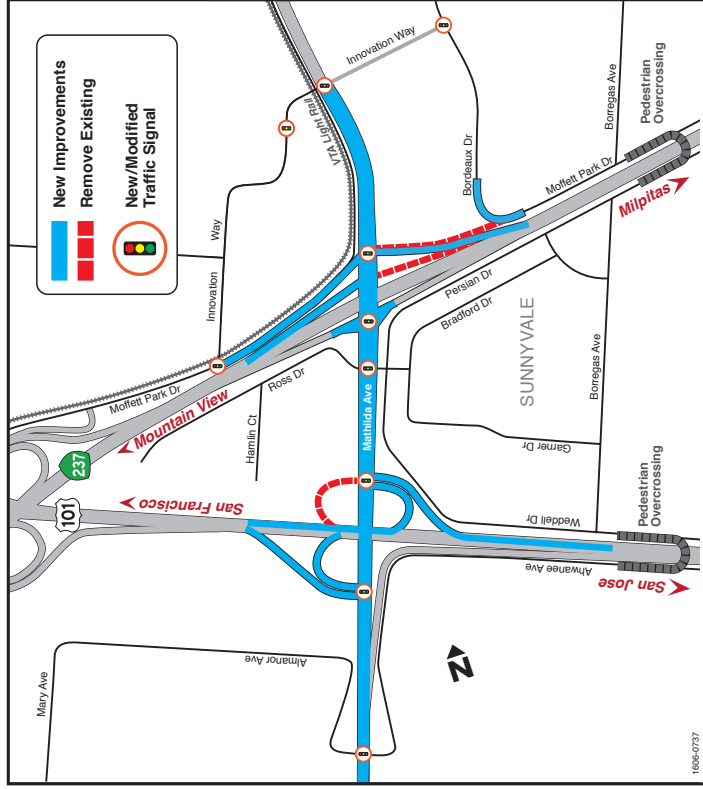 New Improvements
Remove Existing
New/Modified
Traffic Signal
Innovation Way
VTA Light Rail
Borregas Ave
Pedestrian
Overcrossing
Bordeaux Dr
Moffett Park Dr
Milpitas
Innovation
Way
Persian Dr
Bradford Dr
SUNNYVALE
Borregas Ave
Moffett Park Dr
Mountain View
Ross Dr
Hamlin Ct
Mathilda Ave
Garner Dr
237
101
San Francisco
Weddell Dr
Pedestrian
Overcrossing
Ahwanee Ave
San Jose
Almanor Ave
Mary Ave
N
1606-0737